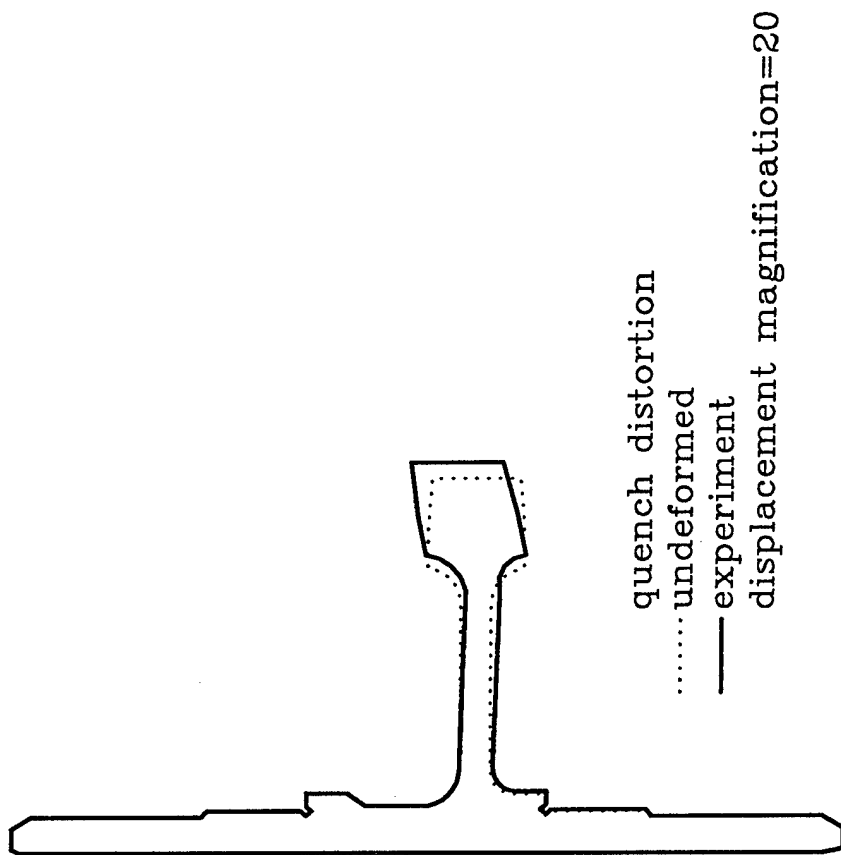 quench distortion
undeformed
experiment
displacement magnification=20